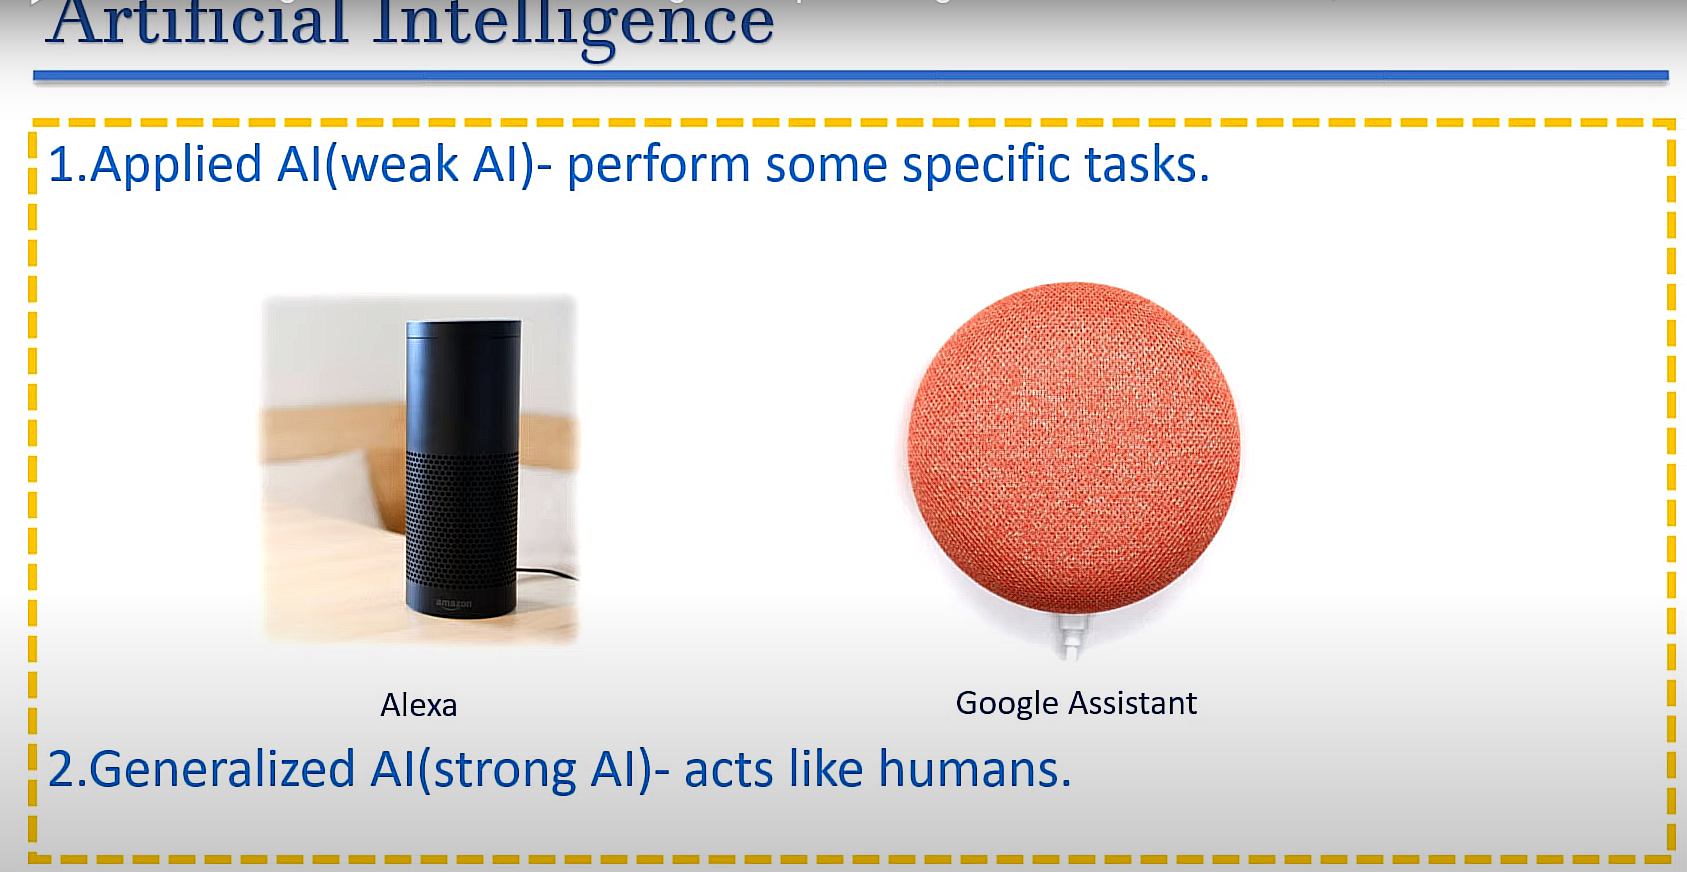 Artificial Intelligence
1.Applied AI(weak AI)- perform some specific tasks.
amazon
Alexa
Google Assistant
2.Generalized AI(strong AI)- acts like humans.